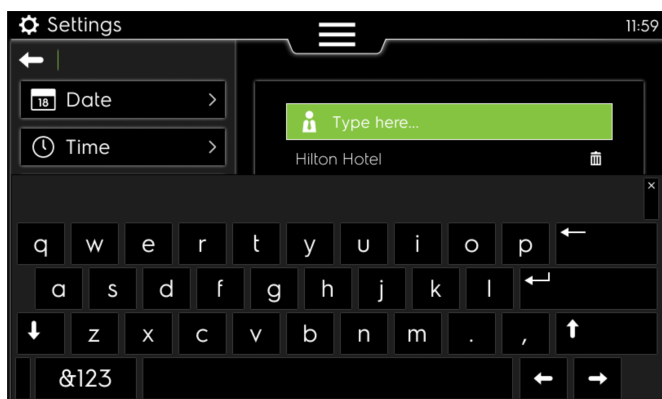 Settings
11:59
18 Date
Time
Type here...
Hilton Hotel
q w e r t y u i o p
a s d f g h j k l
z x c v b n m . ,
&123